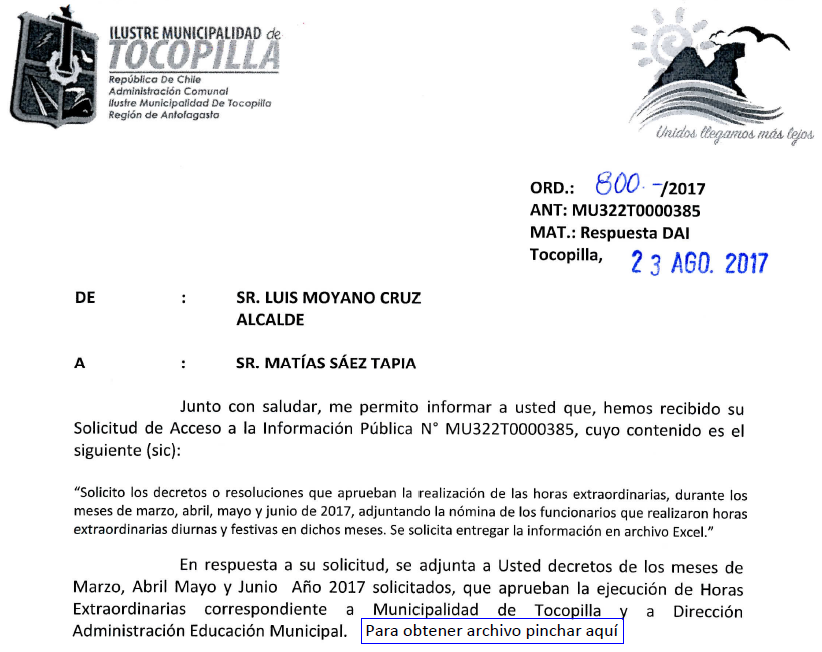 ILUSTRE MUNICIPALIDAD de
TOCOPILLA
República De Chile
Administración Comunal
Ilustre Municipalidad De Tocopilla
Región de Antofagasta
Unidos llegamos más lejos
ORD.: 800.-/2017
ANT: MU322T0000385
MAT.: Respuesta DAI
Tocopilla, 23 AGO. 2017
DE : SR. LUIS MOYANO CRUZ
ALCALDE
A : SR. MATÍAS SÁEZ TAPIA
Junto con saludar, me permito informar a usted que, hemos recibido su
Solicitud de Acceso a la Información Pública N° MU322T0000385, cuyo contenido es el
siguiente (sic):
“Solicito los decretos o resoluciones que aprueban la realización de las horas extraordinarias, durante los
meses de marzo, abril, mayo y junio de 2017, adjuntando la nómina de los funcionarios que realizaron horas
extraordinarias diurnas y festivas en dichos meses. Se solicita entregar la información en archivo Excel.”
En respuesta a su solicitud, se adjunta a Usted decretos de los meses de
Marzo, Abril Mayo y Junio Año 2017 solicitados, que aprueban la ejecución de Horas
Extraordinarias correspondiente a Municipalidad de Tocopilla y a Dirección
Administración Educación Municipal. Para obtener archivo pinchar aquí